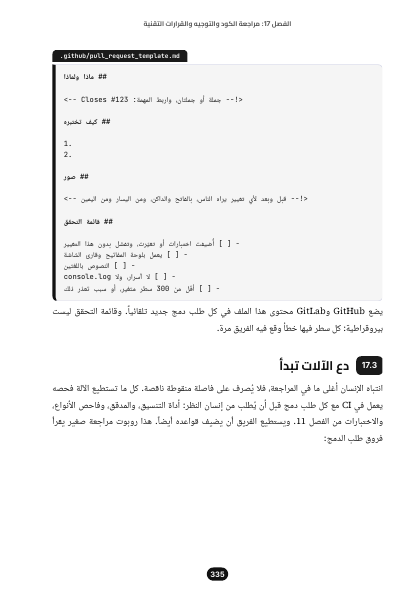 الفصل 17: مراجعة الكود والتوجيه والقرارات التقنية
.github/pull_request_template.md
## ماذا ولماذا
<!-- جملة أو جملتان، واربط المهمة: Closes #123 -->
## كيف تختبره
1.
2.
## صور
<!-- قبل وبعد لأي تغيير يراه الناس، بالفاتح والداكن، ومن اليسار ومن اليمين -->
## قائمة التحقق
- [ ] أُضيفت اختبارات أو تغيّرت، وتفشل بدون هذا التغيير
- [ ] يعمل بلوحة المفاتيح وقارئ الشاشة
- [ ] النصوص باللغتين
- [ ] لا أسرار، ولا console.log
- [ ] أقل من 300 سطر متغير، أو سبب تعذر ذلك
يضع GitHub وGitLab محتوى هذا الملف في كل طلب دمج جديد تلقائياً. وقائمة التحقق ليست
بيروقراطية: كل سطر فيها خطأ وقع فيه الفريق مرة.
17.3 دع الآلات تبدأ
انتباه الإنسان أغلى ما في المراجعة، فلا يُصرف على فاصلة منقوطة ناقصة. كل ما تستطيع الآلة فحصه
يعمل في CI مع كل طلب دمج قبل أن يُطلب من إنسان النظر: أداة التنسيق، والمدقق، وفاحص الأنواع،
والاختبارات من الفصل 11. ويستطيع الفريق أن يضيف قواعده أيضاً. هذا روبوت مراجعة صغير يقرأ
فروق طلب الدمج:
335